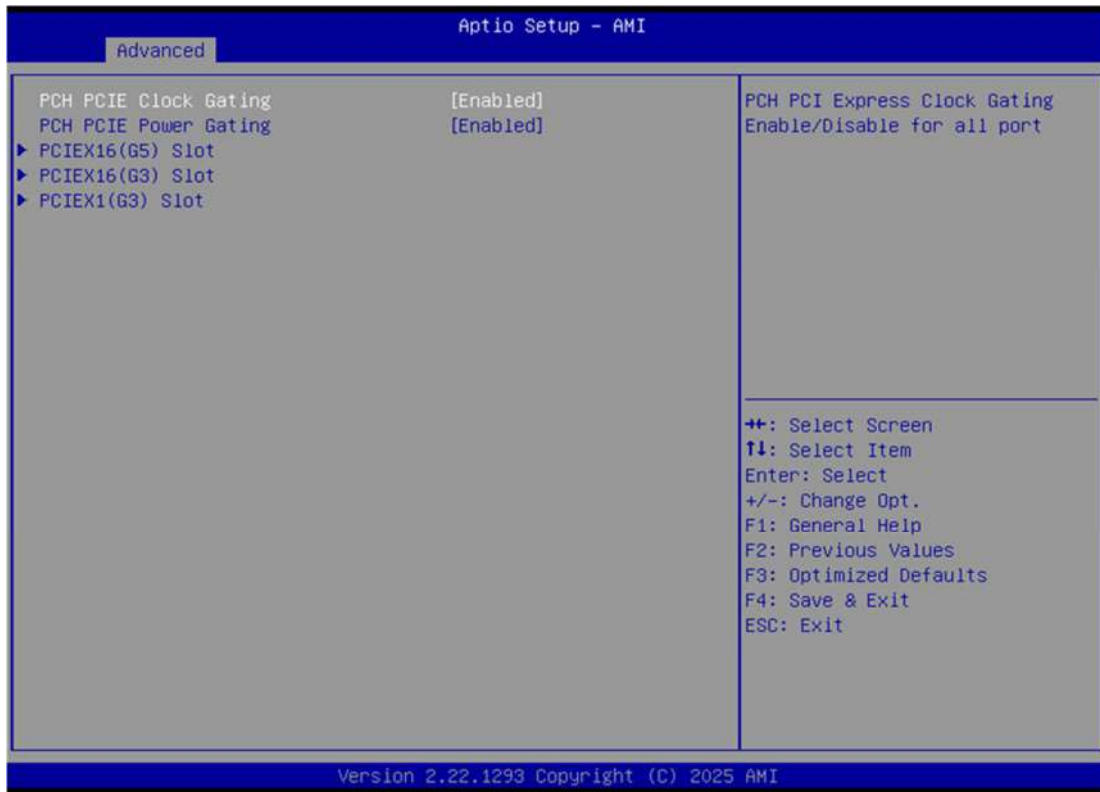 Aptio Setup – AMI
Advanced
PCH PCIE Clock Gating [Enabled]
PCH PCIE Power Gating [Enabled]
▶ PCIEX16(G5) Slot
▶ PCIEX16(G3) Slot
▶ PCIEX1(G3) Slot
PCH PCI Express Clock Gating
Enable/Disable for all port
→←: Select Screen
↑↓: Select Item
Enter: Select
+/-: Change Opt.
F1: General Help
F2: Previous Values
F3: Optimized Defaults
F4: Save & Exit
ESC: Exit
Version 2.22.1293 Copyright (C) 2025 AMI